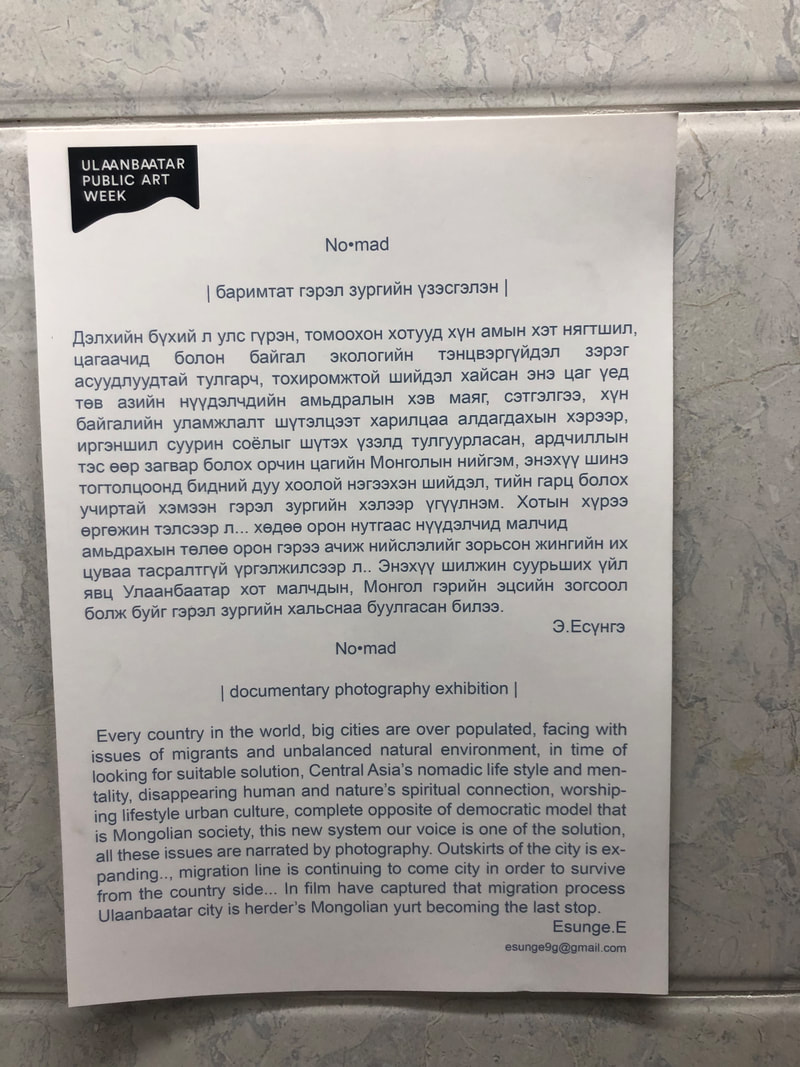 ULAANBAATAR
PUBLIC ART
WEEK
No•mad
| баримтат гэрэл зургийн үзэсгэлэн |
Дэлхийн бүхий л улс гүрэн, томоохон хотууд хүн амын хэт нягтшил,
цагаачид болон байгал экологийн тэнцвэргүйдэл зэрэг
асуудлуудтай тулгарч, тохиромжтой шийдэл хайсан энэ цаг үед
төв азийн нүүдэлчдийн амьдралын хэв маяг, сэтгэлгээ, хүн
байгалийн уламжлалт шүтэлцээт харилцаа алдагдахын хэрээр,
иргэншил суурин соёлыг шүтэх үзэлд тулгуурласан, ардчиллын
тэс өөр загвар болох орчин цагийн Монголын нийгэм, энэхүү шинэ
тогтолцоонд бидний дуу хоолой нэгээхэн шийдэл, тийн гарц болох
учиртай хэмээн гэрэл зургийн хэлээр үгүүлнэм. Хотын хүрээ
өргөжин тэлсээр л... хөдөө орон нутгаас нүүдэлчид малчид
амьдрахын төлөө орон гэрээ ачиж нийслэлийг зорьсон жингийн их
цуваа тасралтгүй үргэлжилсээр л.. Энэхүү шилжин суурьших үйл
явц Улаанбаатар хот малчдын, Монгол гэрийн эцсийн зогсоол
болж буйг гэрэл зургийн хальснаа буулгасан билээ.
Э.Есүнгэ
No•mad
| documentary photography exhibition |
Every country in the world, big cities are over populated, facing with
issues of migrants and unbalanced natural environment, in time of
looking for suitable solution, Central Asia's nomadic life style and men-
tality, disappearing human and nature's spiritual connection, worship-
ing lifestyle urban culture, complete opposite of democratic model that
is Mongolian society, this new system our voice is one of the solution,
all these issues are narrated by photography. Outskirts of the city is ex-
panding.., migration line is continuing to come city in order to survive
from the country side... In film have captured that migration process
Ulaanbaatar city is herder's Mongolian yurt becoming the last stop.
Esunge.E
esunge9g@gmail.com